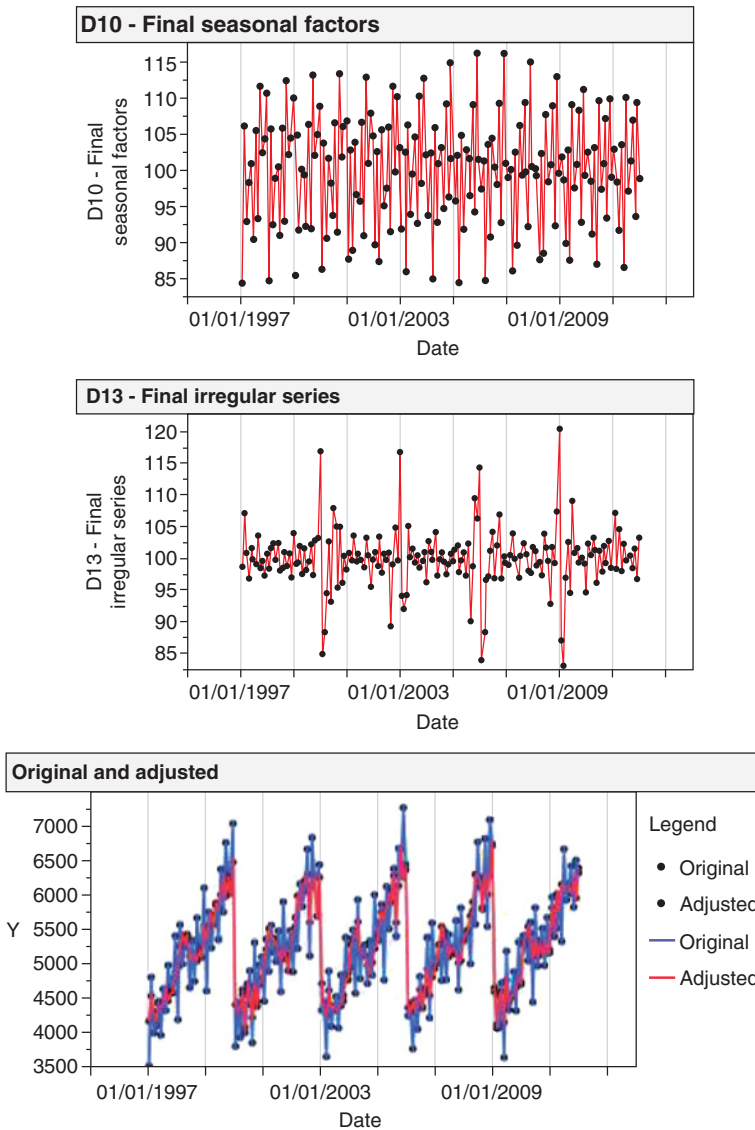 D10 - Final seasonal factors
D10 - Final
seasonal factors
115
110
105
100
95
90
85
01/01/1997
01/01/2003
01/01/2009
Date
D13 - Final irregular series
D13 - Final
irregular series
120
115
110
105
100
95
90
85
01/01/1997
01/01/2003
01/01/2009
Date
Original and adjusted
Y
7000
6500
6000
5500
5000
4500
4000
3500
01/01/1997
01/01/2003
01/01/2009
Date
Legend
Original
Adjusted
Original
Adjusted